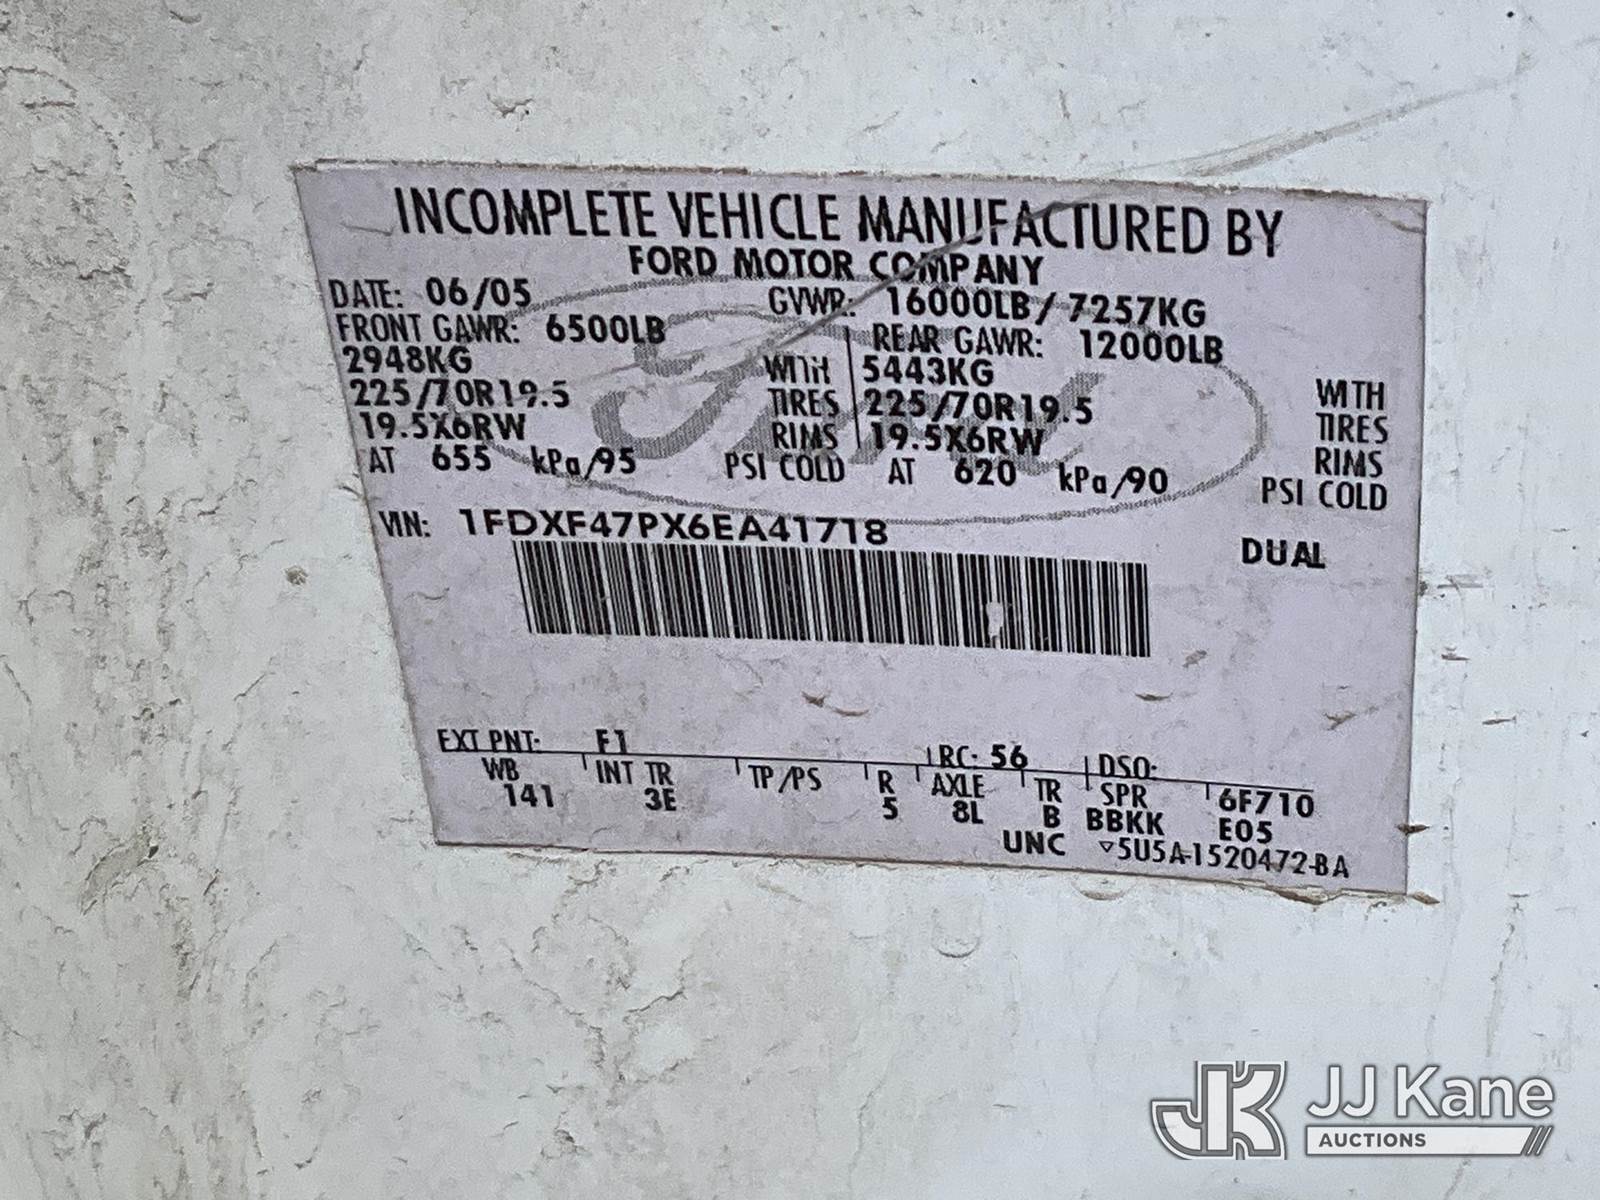 INCOMPLETE VEHICLE MANUFACTURED BY
FORD MOTOR COMPANY
DATE: 06/05 GVWR: 16000LB / 7257KG
FRONT GAWR: 6500LB REAR GAWR: 12000LB
2948KG WITH 5443KG WITH
225/70R19.5 TIRES 225/70R19.5 TIRES
19.5X6RW RIMS 19.5X6RW RIMS
AT 655 kPa/95 PSI COLD AT 620 kPa/90 PSI COLD
VIN: 1FDXF47PX6EA41718
DUAL
EXT PNT: F1 RC: 56 DSO:
WB INT TR TP/PS R AXLE TR SPR 6F710
141 3E 5 8L B BBKK E05
UNC ▽5U5A-1520472-BA
Ford
JK JJ Kane
AUCTIONS